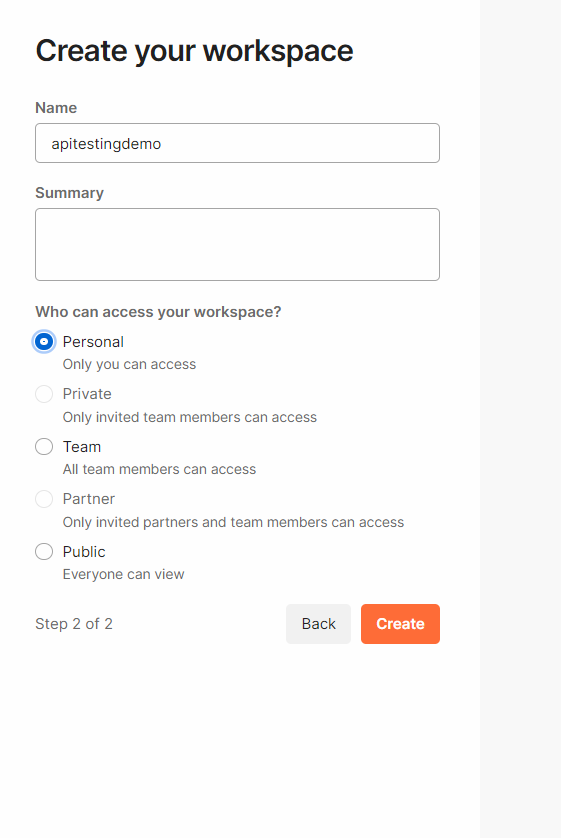 Create your workspace
Name
apitestingdemo
Summary
Who can access your workspace?
Personal
Only you can access
Private
Only invited team members can access
Team
All team members can access
Partner
Only invited partners and team members can access
Public
Everyone can view
Step 2 of 2
Back
Create